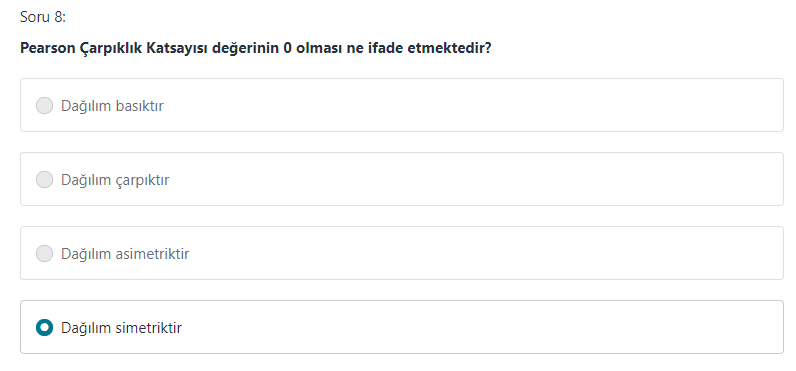 Soru 8:
Pearson Çarpıklık Katsayısı değerinin 0 olması ne ifade etmektedir?
Dağılım basıktır
Dağılım çarpıktır
Dağılım asimetriktir
Dağılım simetriktir